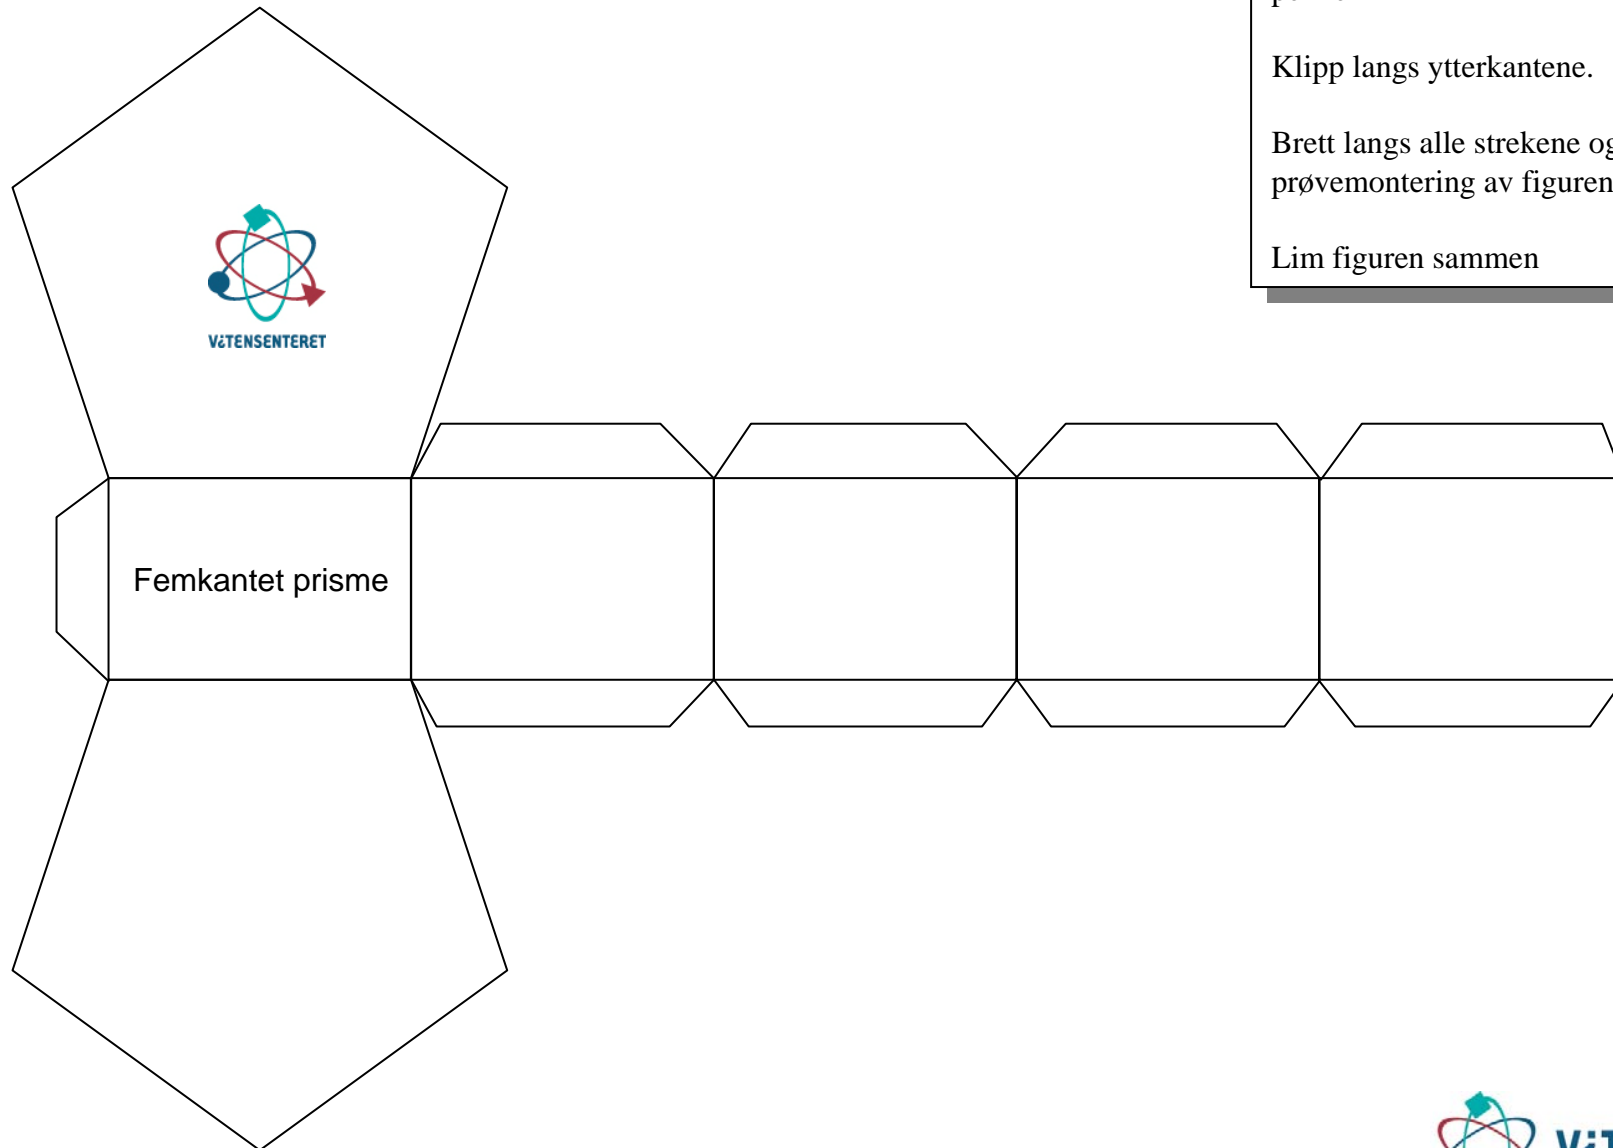 Klipp langs ytterkantene.
Brett langs alle strekene og
prøvemontering av figuren
Lim figuren sammen
ViTENSENTERET
Femkantet prisme